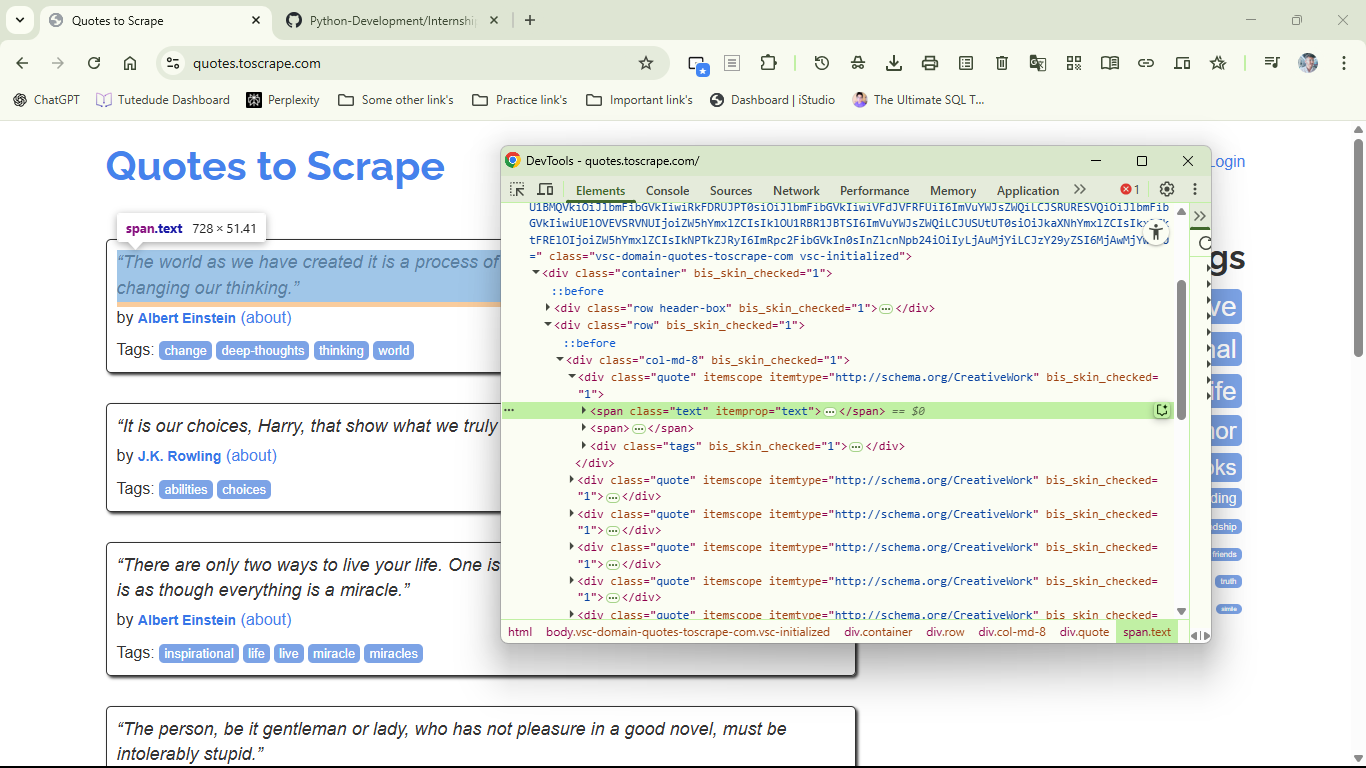 Quotes to Scrape
Python-Development/Internship
quotes.toscrape.com
ChatGPT
Tutedude Dashboard
Perplexity
Some other link's
Practice link's
Important link's
Dashboard | iStudio
The Ultimate SQL T...
Quotes to Scrape
Login
span.text 728 × 51.41
“The world as we have created it is a process of
changing our thinking.”
by Albert Einstein (about)
Tags: change deep-thoughts thinking world
“It is our choices, Harry, that show what we truly
by J.K. Rowling (about)
Tags: abilities choices
“There are only two ways to live your life. One is
is as though everything is a miracle.”
by Albert Einstein (about)
Tags: inspirational life live miracle miracles
“The person, be it gentleman or lady, who has not pleasure in a good novel, must be
intolerably stupid.”
DevTools - quotes.toscrape.com/
Elements Console Sources Network Performance Memory Application 1
=" class="vsc-domain-quotes-toscrape-com vsc-initialized">
<div class="container" bis_skin_checked="1">
::before
<div class="row header-box" bis_skin_checked="1"> … </div>
<div class="row" bis_skin_checked="1">
::before
<div class="col-md-8" bis_skin_checked="1">
<div class="quote" itemscope itemtype="http://schema.org/CreativeWork" bis_skin_checked=
"1">
<span class="text" itemprop="text"> … </span> == $0
<span> … </span>
<div class="tags" bis_skin_checked="1"> … </div>
</div>
<div class="quote" itemscope itemtype="http://schema.org/CreativeWork" bis_skin_checked=
"1"> … </div>
<div class="quote" itemscope itemtype="http://schema.org/CreativeWork" bis_skin_checked=
"1"> … </div>
<div class="quote" itemscope itemtype="http://schema.org/CreativeWork" bis_skin_checked=
"1"> … </div>
<div class="quote" itemscope itemtype="http://schema.org/CreativeWork" bis_skin_checked=
"1"> … </div>
<div class="quote" itemscope itemtype="http://schema.org/CreativeWork" bis_skin_checked=
html body.vsc-domain-quotes-toscrape-com.vsc-initialized div.container div.row div.col-md-8 div.quote span.text
gs
ve
nal
ife
nor
oks
ding
dship
friends
truth
simile